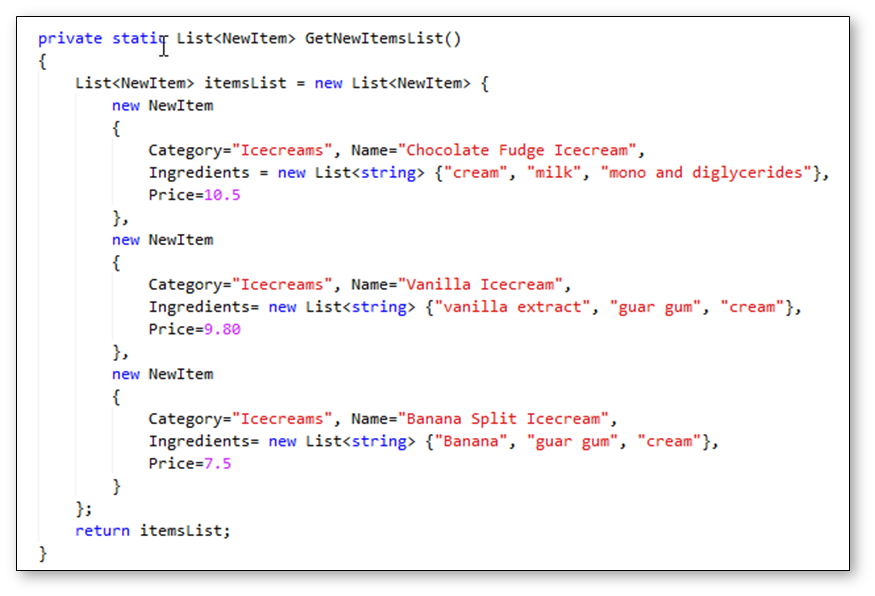 private static List<NewItem> GetNewItemsList()
{
List<NewItem> itemsList = new List<NewItem> {
new NewItem
{
Category="Icecreams", Name="Chocolate Fudge Icecream",
Ingredients = new List<string> {"cream", "milk", "mono and diglycerides"},
Price=10.5
},
new NewItem
{
Category="Icecreams", Name="Vanilla Icecream",
Ingredients= new List<string> {"vanilla extract", "guar gum", "cream"},
Price=9.80
},
new NewItem
{
Category="Icecreams", Name="Banana Split Icecream",
Ingredients= new List<string> {"Banana", "guar gum", "cream"},
Price=7.5
}
};
return itemsList;
}